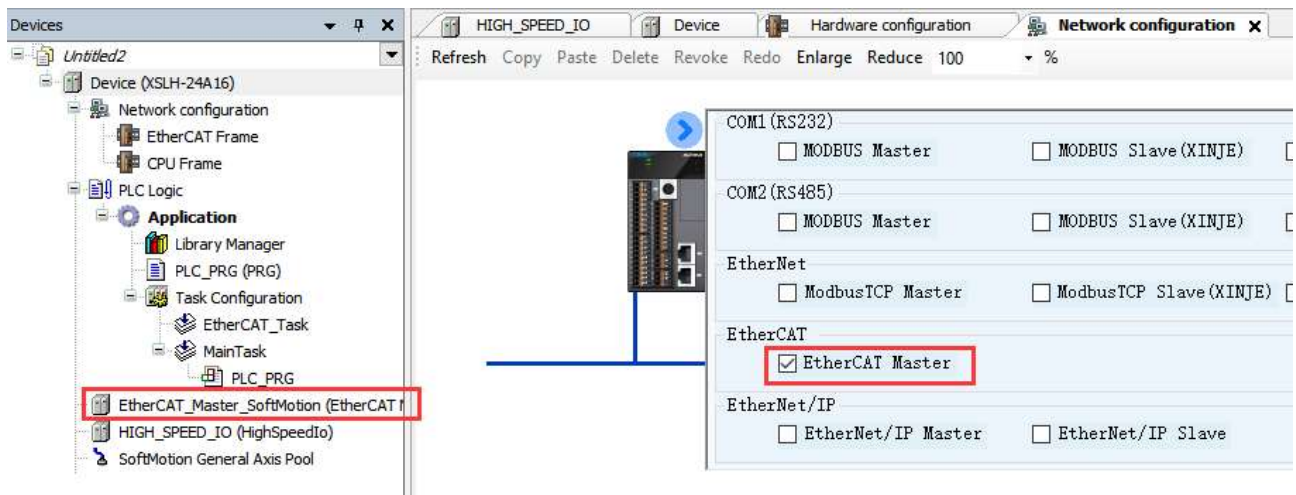 Devices
Untitled2
Device (XSLH-24A16)
Network configuration
EtherCAT Frame
CPU Frame
PLC Logic
Application
Library Manager
PLC_PRG (PRG)
Task Configuration
EtherCAT_Task
MainTask
PLC_PRG
EtherCAT_Master_SoftMotion (EtherCAT
HIGH_SPEED_IO (HighSpeedIo)
SoftMotion General Axis Pool
HIGH_SPEED_IO Device Hardware configuration Network configuration
Refresh Copy Paste Delete Revoke Redo Enlarge Reduce 100 %
COM1(RS232)
MODBUS Master MODBUS Slave(XINJE)
COM2(RS485)
MODBUS Master MODBUS Slave(XINJE)
EtherNet
ModbusTCP Master ModbusTCP Slave(XINJE)
EtherCAT
EtherCAT Master
EtherNet/IP
EtherNet/IP Master EtherNet/IP Slave